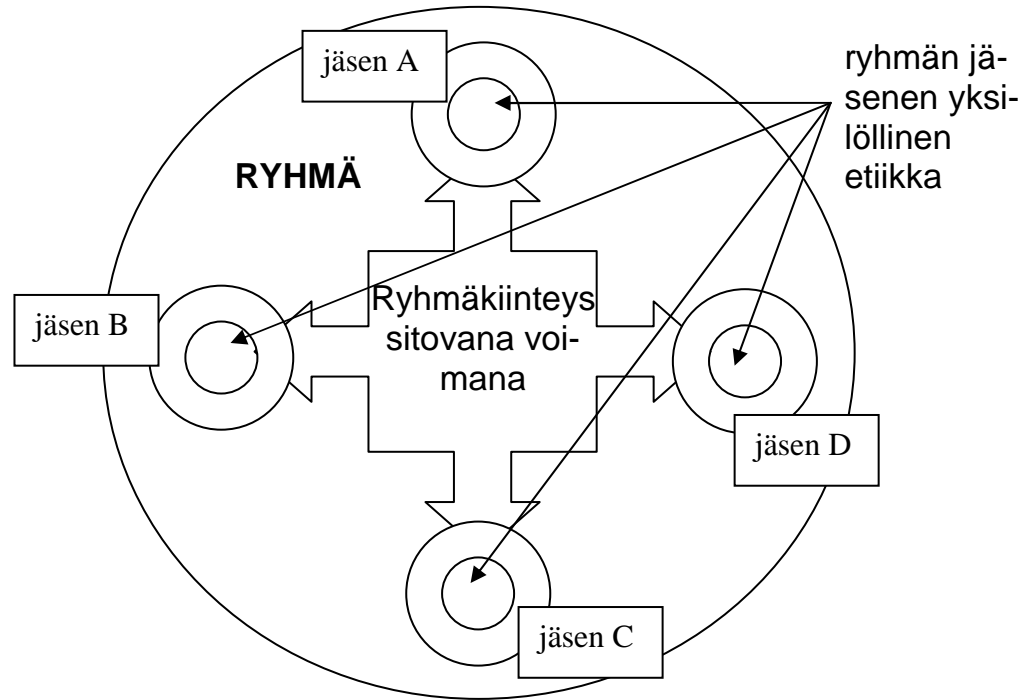 jäsen A
ryhmän jä-
senen yksi-
löllinen
etiikka
RYHMÄ
jäsen B
Ryhmäkiinteys
sitovana voi-
mana
jäsen D
jäsen C